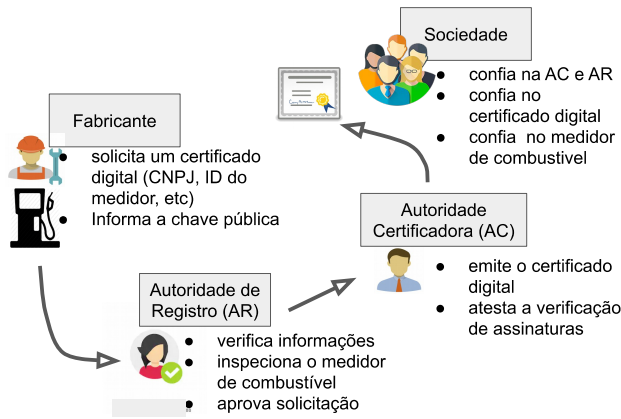 Fabricante
● solicita um certificado
digital (CNPJ, ID do
medidor, etc)
● Informa a chave pública
Autoridade de
Registro (AR)
● verifica informações
● inspeciona o medidor
de combustível
● aprova solicitação
Autoridade
Certificadora (AC)
● emite o certificado
digital
● atesta a verificação
de assinaturas
Sociedade
● confia na AC e AR
● confia no
certificado digital
● confia no medidor
de combustivel